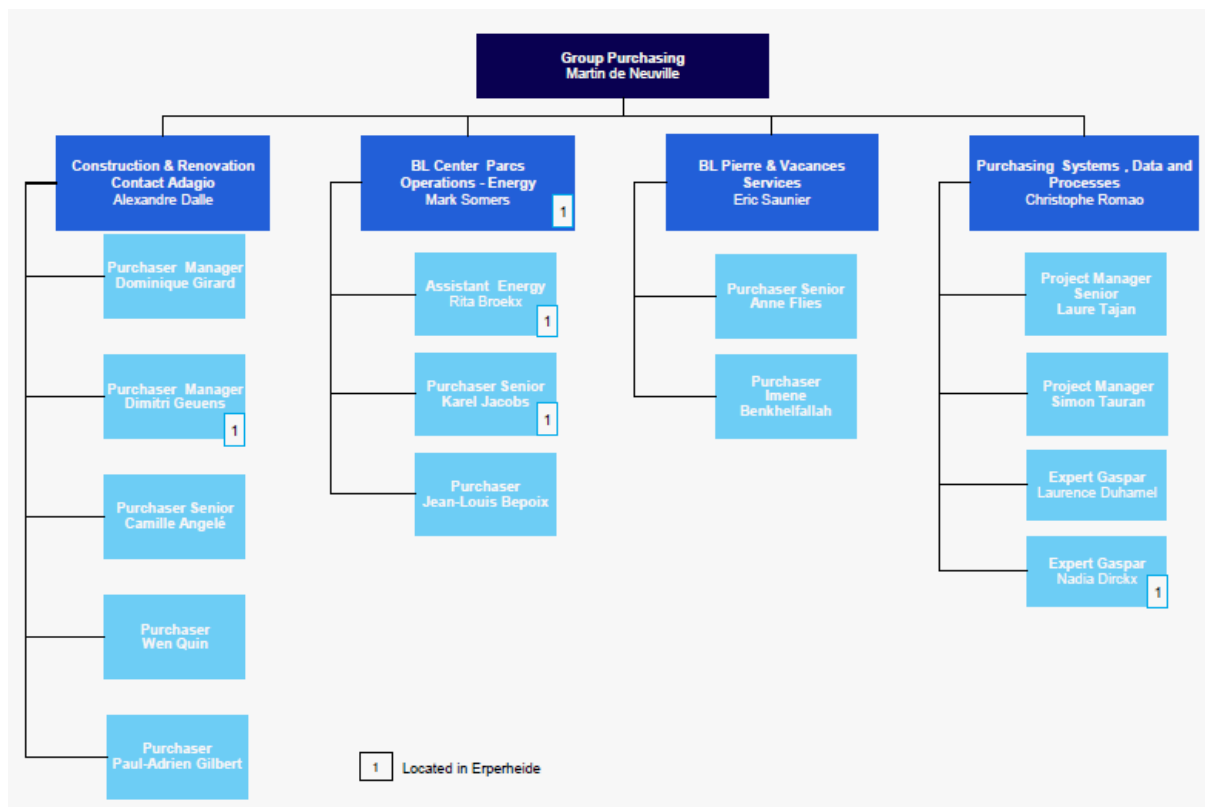 Group Purchasing
Martin de Neuville
Construction & Renovation
Contact Adagio
Alexandre Dalle
Purchaser Manager
Dominique Girard
Purchaser Manager
Dimitri Geuens
1
Purchaser Senior
Camille Angelé
Purchaser
Wen Quin
Purchaser
Paul-Adrien Gilbert
BL Center Parcs
Operations - Energy
Mark Somers
1
Assistant Energy
Rita Broekx
1
Purchaser Senior
Karel Jacobs
1
Purchaser
Jean-Louis Bepoix
BL Pierre & Vacances
Services
Eric Saunier
Purchaser Senior
Anne Flies
Purchaser
Imene
Benkhelfallah
Purchasing Systems , Data and
Processes
Christophe Romao
Project Manager
Senior
Laure Tajan
Project Manager
Simon Tauran
Expert Gaspar
Laurence Duhamel
Expert Gaspar
Nadia Dirckx
1
1 Located in Erperheide